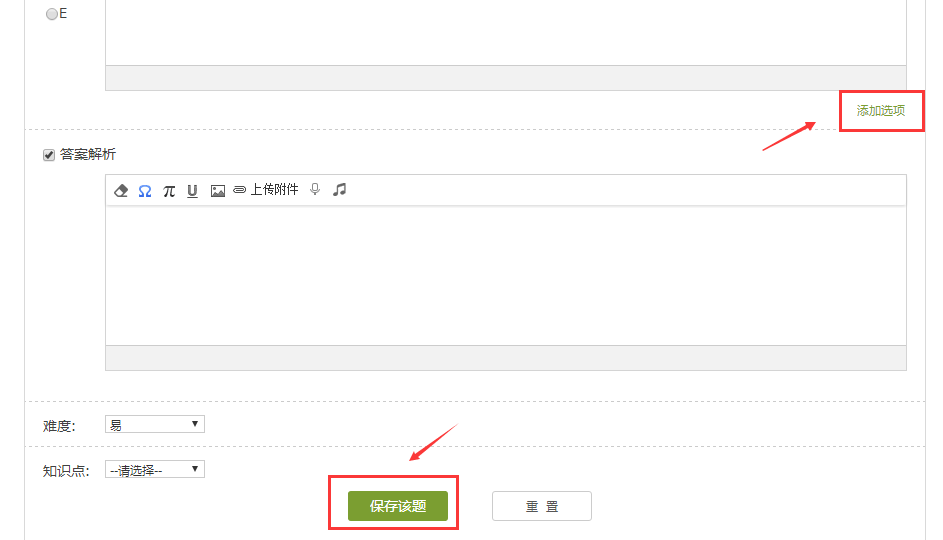 E
添加选项
答案解析
Ω π U 上传附件
难度: 易
知识点: --请选择--
保存该题 重 置